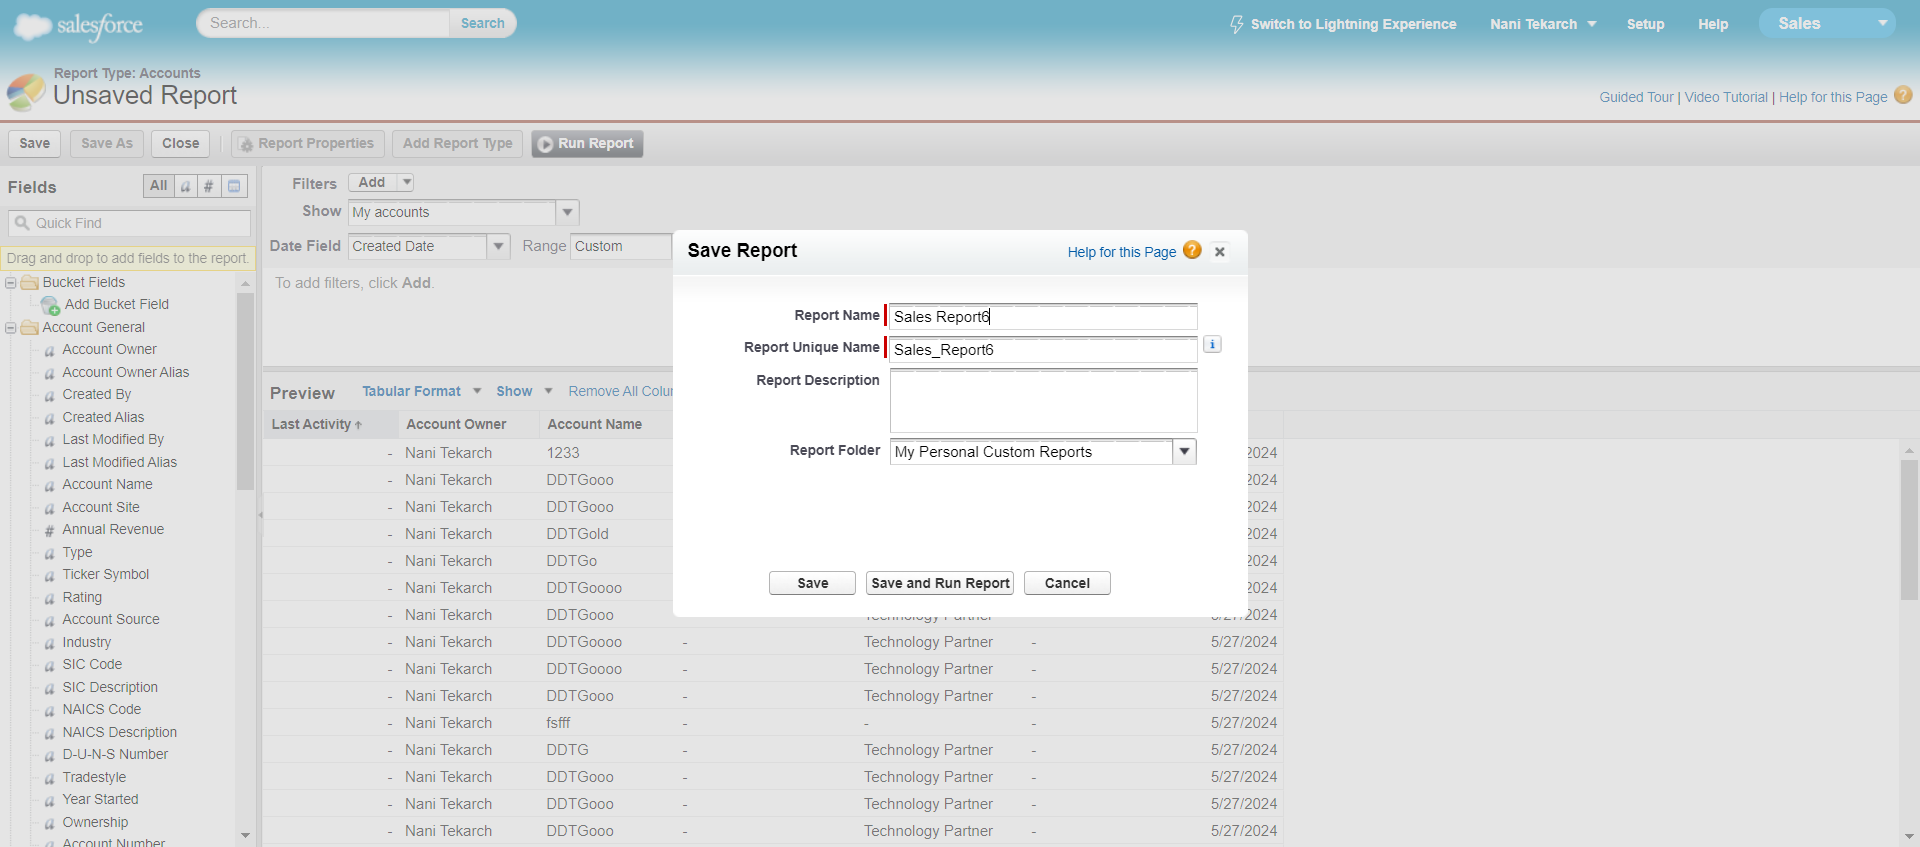 salesforce
Search...
Search
Switch to Lightning Experience
Nani Tekarch
Setup
Help
Sales
Report Type: Accounts
Unsaved Report
Guided Tour | Video Tutorial | Help for this Page
Save
Save As
Close
Report Properties
Add Report Type
Run Report
Fields
All
a
#
Quick Find
Drag and drop to add fields to the report.
Bucket Fields
Add Bucket Field
Account General
a Account Owner
a Account Owner Alias
a Created By
a Created Alias
a Last Modified By
a Last Modified Alias
a Account Name
a Account Site
# Annual Revenue
a Type
a Ticker Symbol
a Rating
a Account Source
a Industry
a SIC Code
a SIC Description
a NAICS Code
a NAICS Description
a D-U-N-S Number
a Tradestyle
a Year Started
a Ownership
a Account Number
Filters Add
Show My accounts
Date Field Created Date Range Custom
To add filters, click Add.
Preview Tabular Format Show Remove All Colu
Last Activity Account Owner Account Name
- Nani Tekarch 1233 2024
- Nani Tekarch DDTGooo 2024
- Nani Tekarch DDTGooo 2024
- Nani Tekarch DDTGold 2024
- Nani Tekarch DDTGo 2024
- Nani Tekarch DDTGoooo 2024
- Nani Tekarch DDTGooo Technology Partner 5/27/2024
- Nani Tekarch DDTGoooo - Technology Partner - 5/27/2024
- Nani Tekarch DDTGoooo - Technology Partner - 5/27/2024
- Nani Tekarch DDTGooo - Technology Partner - 5/27/2024
- Nani Tekarch fsfff - - 5/27/2024
- Nani Tekarch DDTG - Technology Partner - 5/27/2024
- Nani Tekarch DDTGooo - Technology Partner - 5/27/2024
- Nani Tekarch DDTGooo - Technology Partner - 5/27/2024
- Nani Tekarch DDTGooo - Technology Partner - 5/27/2024
Save Report
Help for this Page ?
Report Name Sales Report6
Report Unique Name Sales_Report6 i
Report Description
Report Folder My Personal Custom Reports
Save
Save and Run Report
Cancel